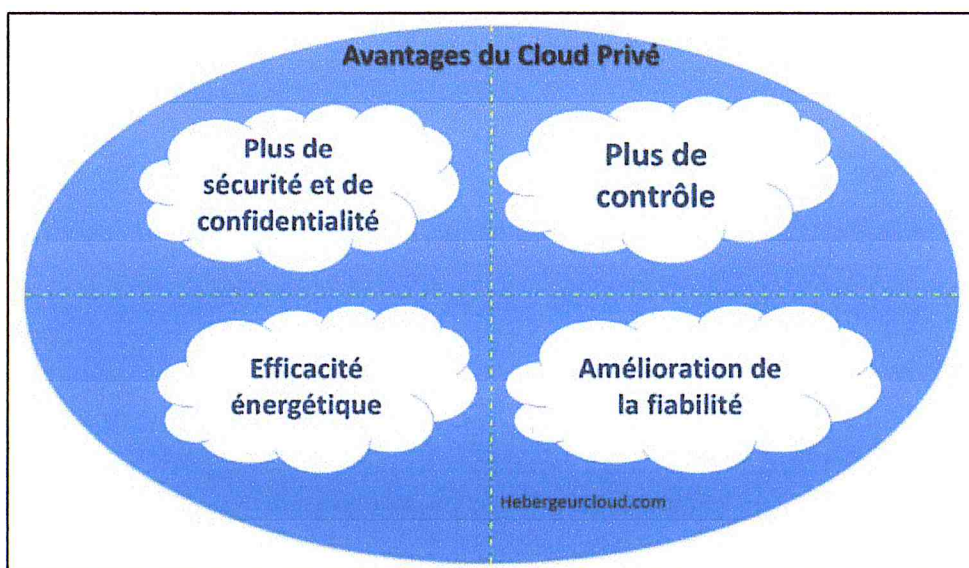 Avantages du Cloud Privé
Plus de
sécurité et de
confidentialité
Plus de
contrôle
Efficacité
énergétique
Amélioration de
la fiabilité
Hebergeurcloud.com